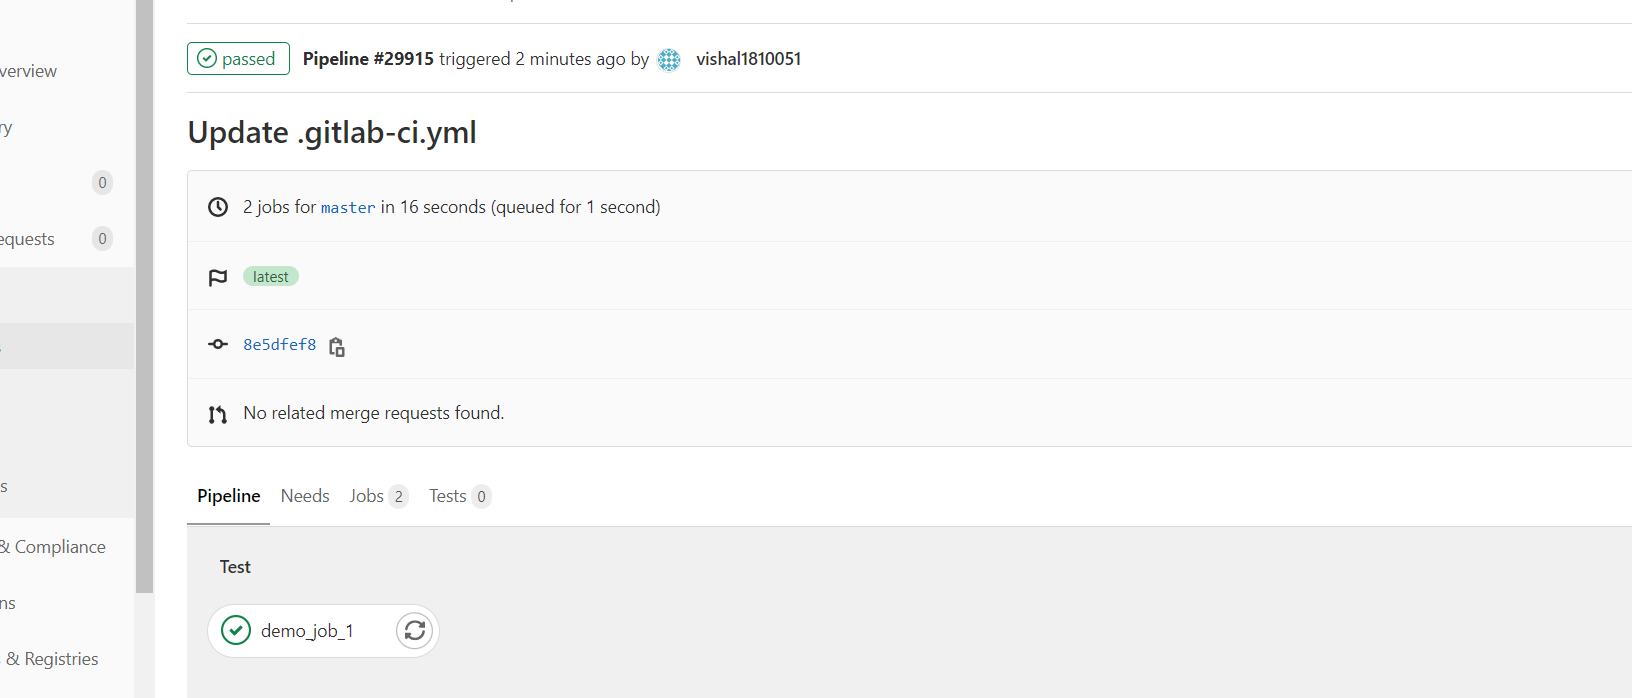 verview
ry
0
equests 0
s
& Compliance
ns
& Registries
passed Pipeline #29915 triggered 2 minutes ago by vishal1810051
Update .gitlab-ci.yml
2 jobs for master in 16 seconds (queued for 1 second)
latest
8e5dfef8
No related merge requests found.
Pipeline Needs Jobs 2 Tests 0
Test
demo_job_1